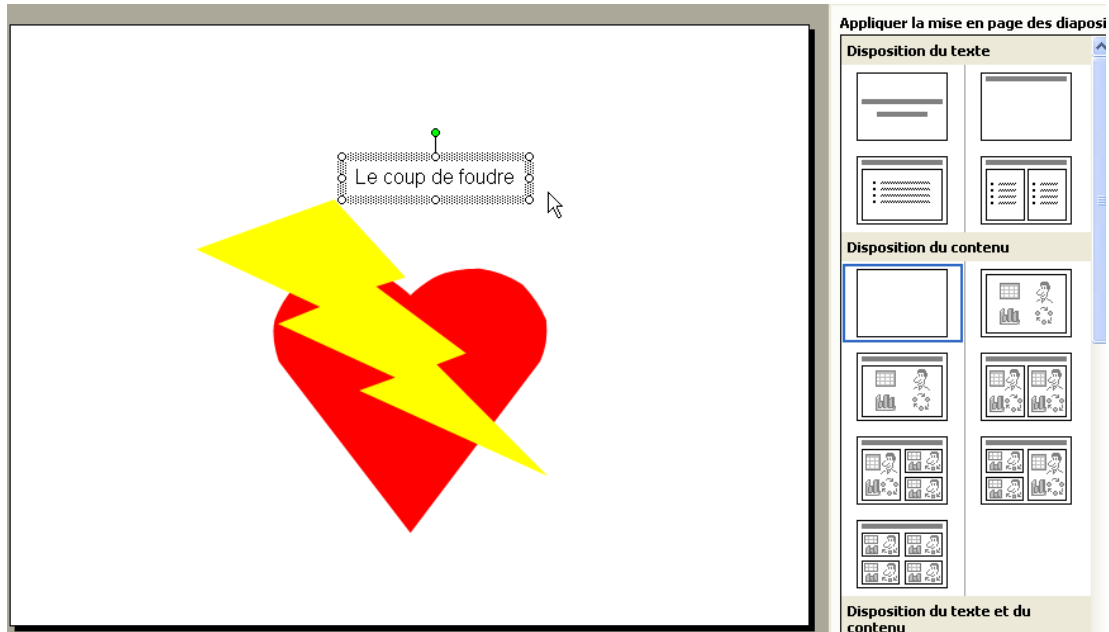 Appliquer la mise en page des diaposi
Disposition du texte
Le coup de foudre
Disposition du contenu
Disposition du texte et du
contenu